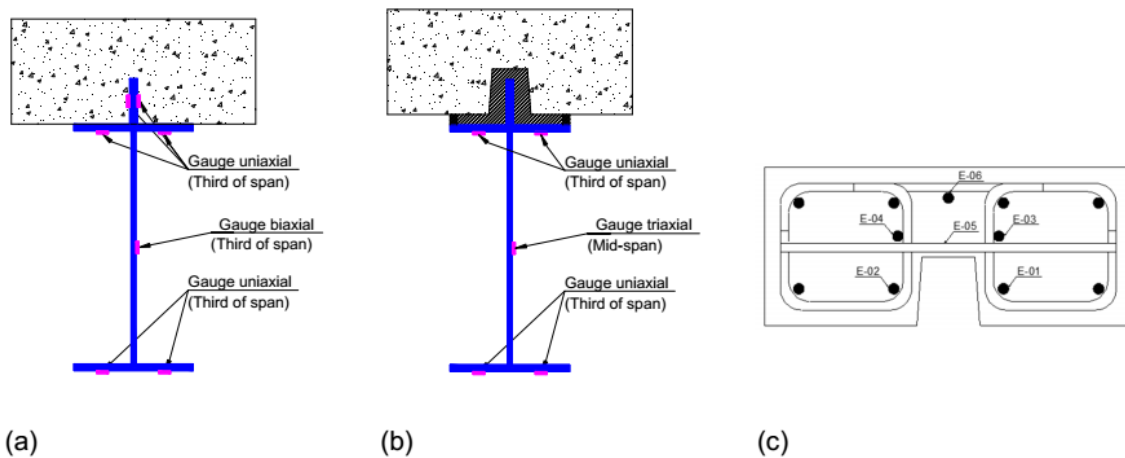 Gauge uniaxial
(Third of span)
Gauge biaxial
(Third of span)
Gauge uniaxial
(Third of span)
(a)
Gauge uniaxial
(Third of span)
Gauge triaxial
(Mid-span)
Gauge uniaxial
(Third of span)
(b)
E-06
E-04
E-05
E-03
E-02
E-01
(c)